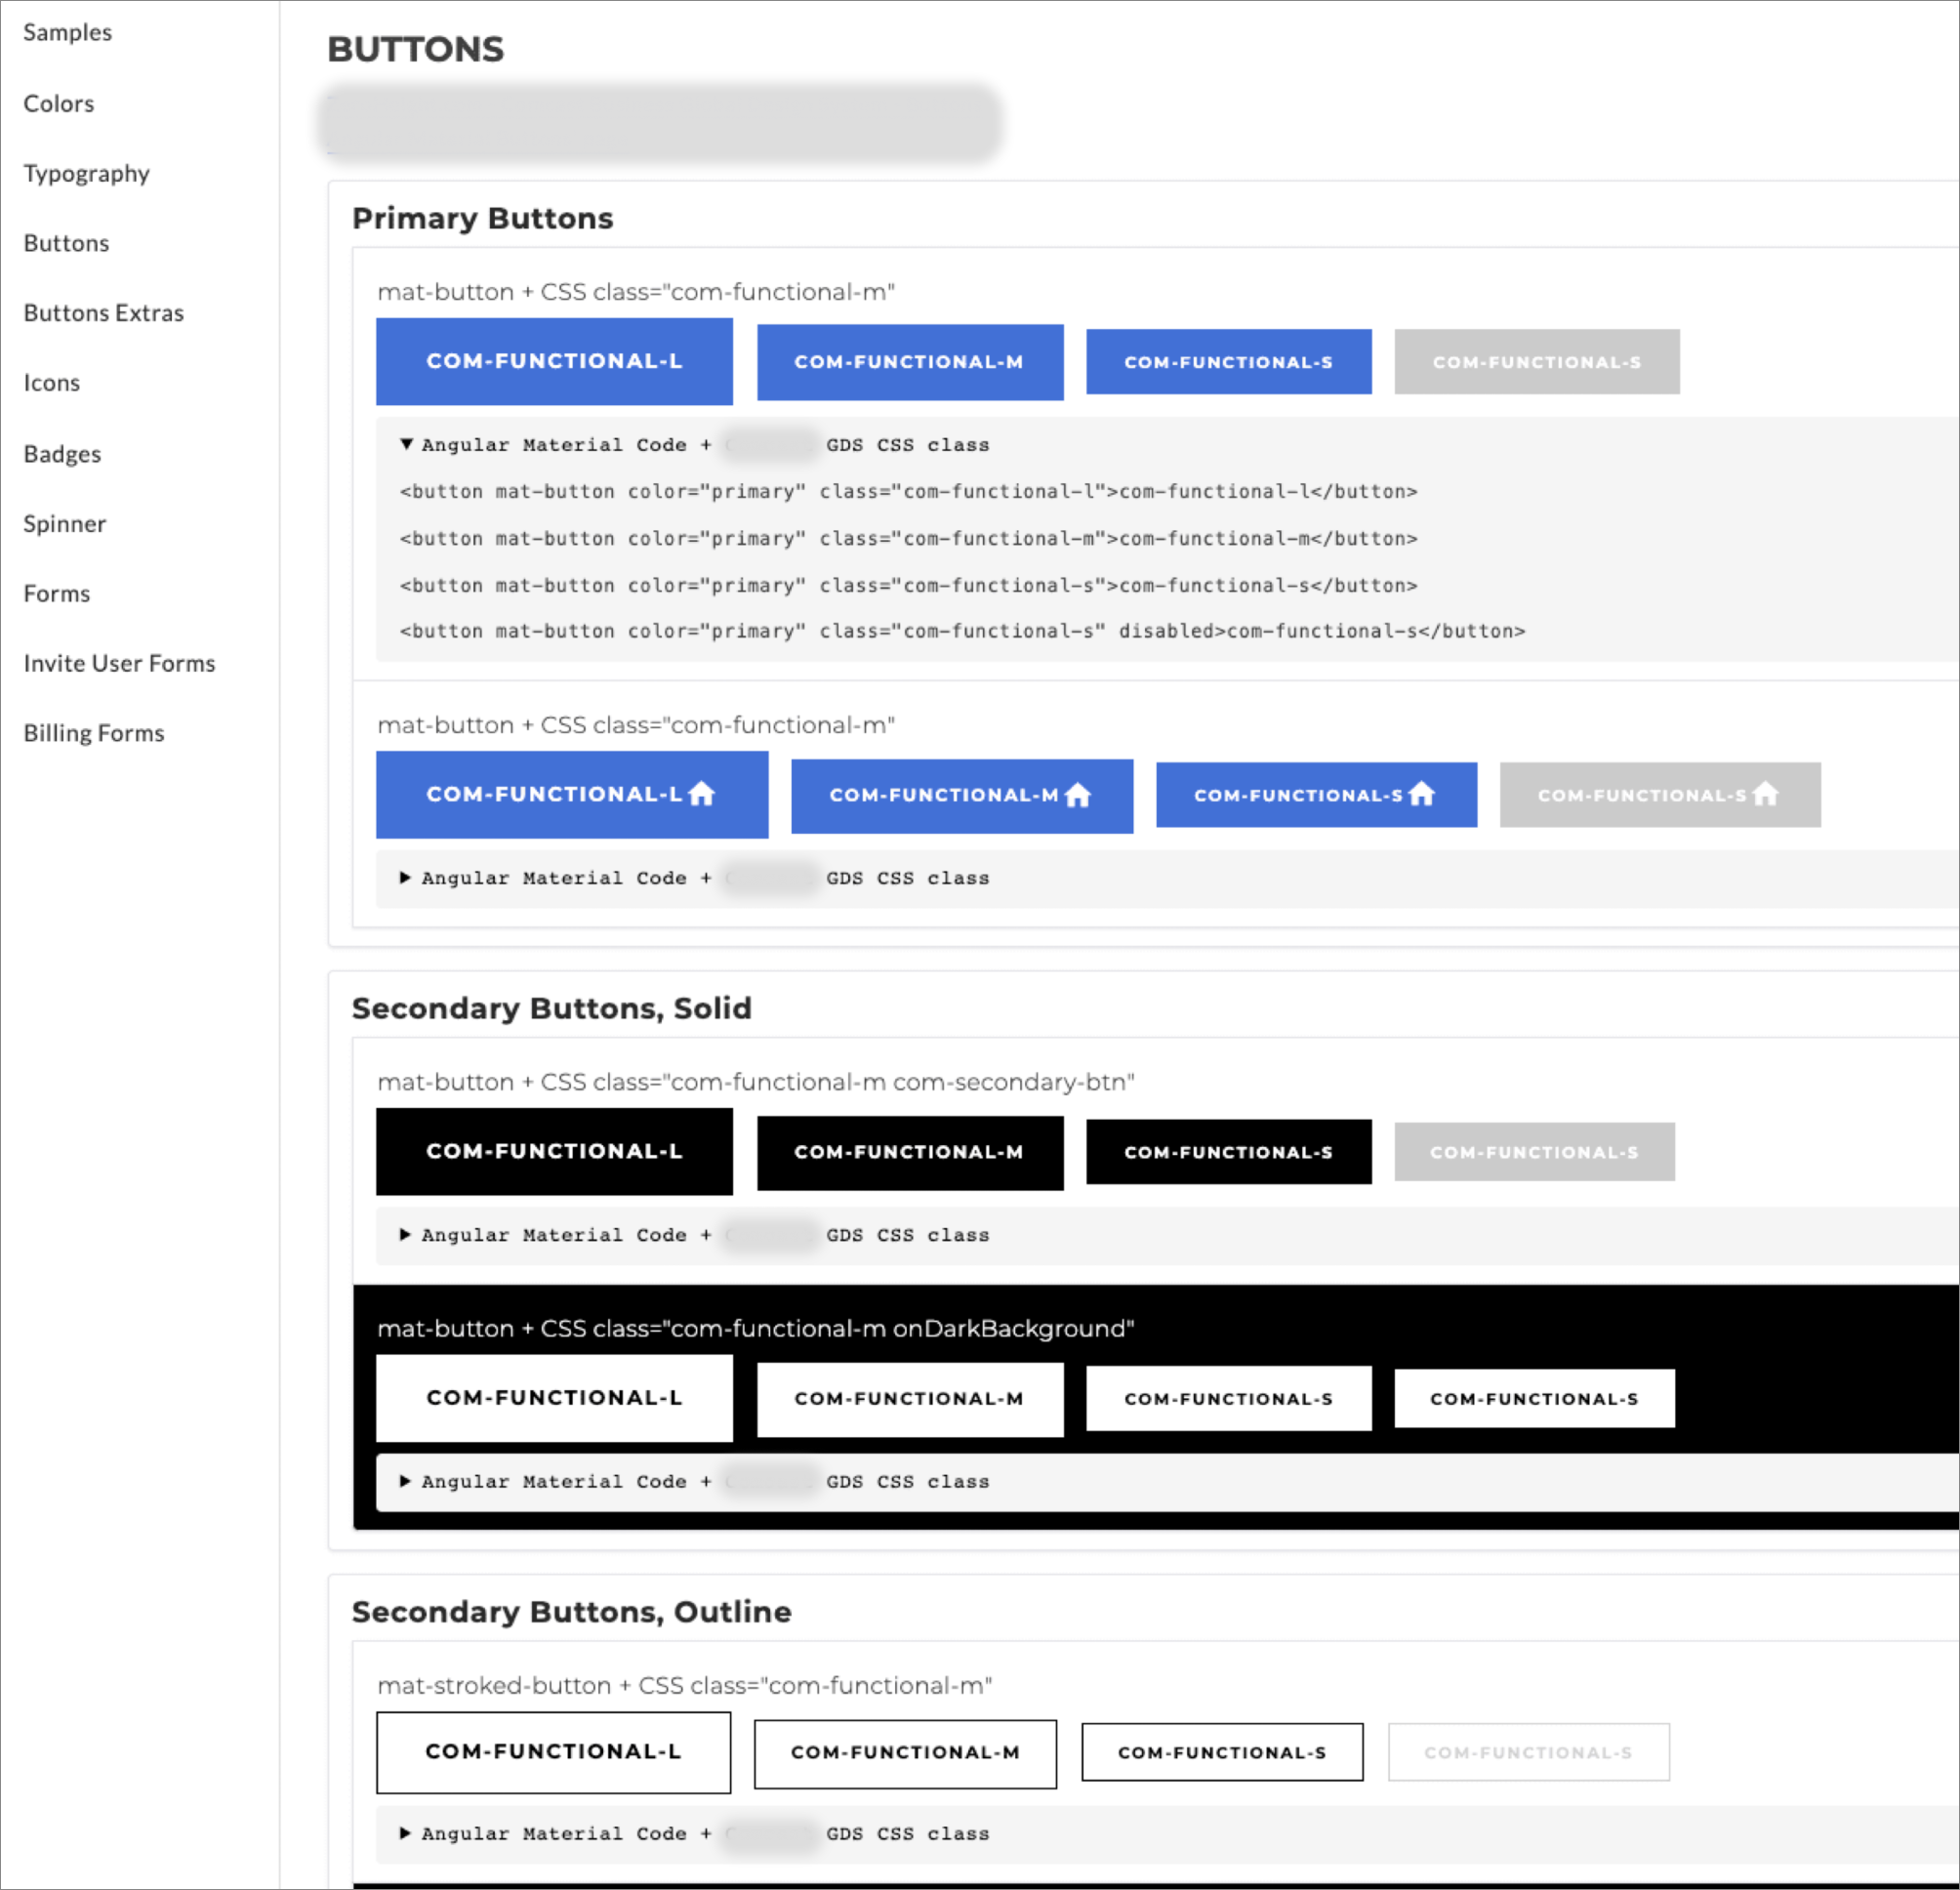 Samples
Colors
Typography
Buttons
Buttons Extras
Icons
Badges
Spinner
Forms
Invite User Forms
Billing Forms
BUTTONS
Primary Buttons
mat-button + CSS class="com-functional-m"
COM-FUNCTIONAL-L COM-FUNCTIONAL-M COM-FUNCTIONAL-S COM-FUNCTIONAL-S
▼ Angular Material Code + GDS CSS class
<button mat-button color="primary" class="com-functional-l">com-functional-l</button>
<button mat-button color="primary" class="com-functional-m">com-functional-m</button>
<button mat-button color="primary" class="com-functional-s">com-functional-s</button>
<button mat-button color="primary" class="com-functional-s" disabled>com-functional-s</button>
mat-button + CSS class="com-functional-m"
COM-FUNCTIONAL-L COM-FUNCTIONAL-M COM-FUNCTIONAL-S COM-FUNCTIONAL-S
▶ Angular Material Code + GDS CSS class
Secondary Buttons, Solid
mat-button + CSS class="com-functional-m com-secondary-btn"
COM-FUNCTIONAL-L COM-FUNCTIONAL-M COM-FUNCTIONAL-S COM-FUNCTIONAL-S
▶ Angular Material Code + GDS CSS class
mat-button + CSS class="com-functional-m onDarkBackground"
COM-FUNCTIONAL-L COM-FUNCTIONAL-M COM-FUNCTIONAL-S COM-FUNCTIONAL-S
▶ Angular Material Code + GDS CSS class
Secondary Buttons, Outline
mat-stroked-button + CSS class="com-functional-m"
COM-FUNCTIONAL-L COM-FUNCTIONAL-M COM-FUNCTIONAL-S COM-FUNCTIONAL-S
▶ Angular Material Code + GDS CSS class